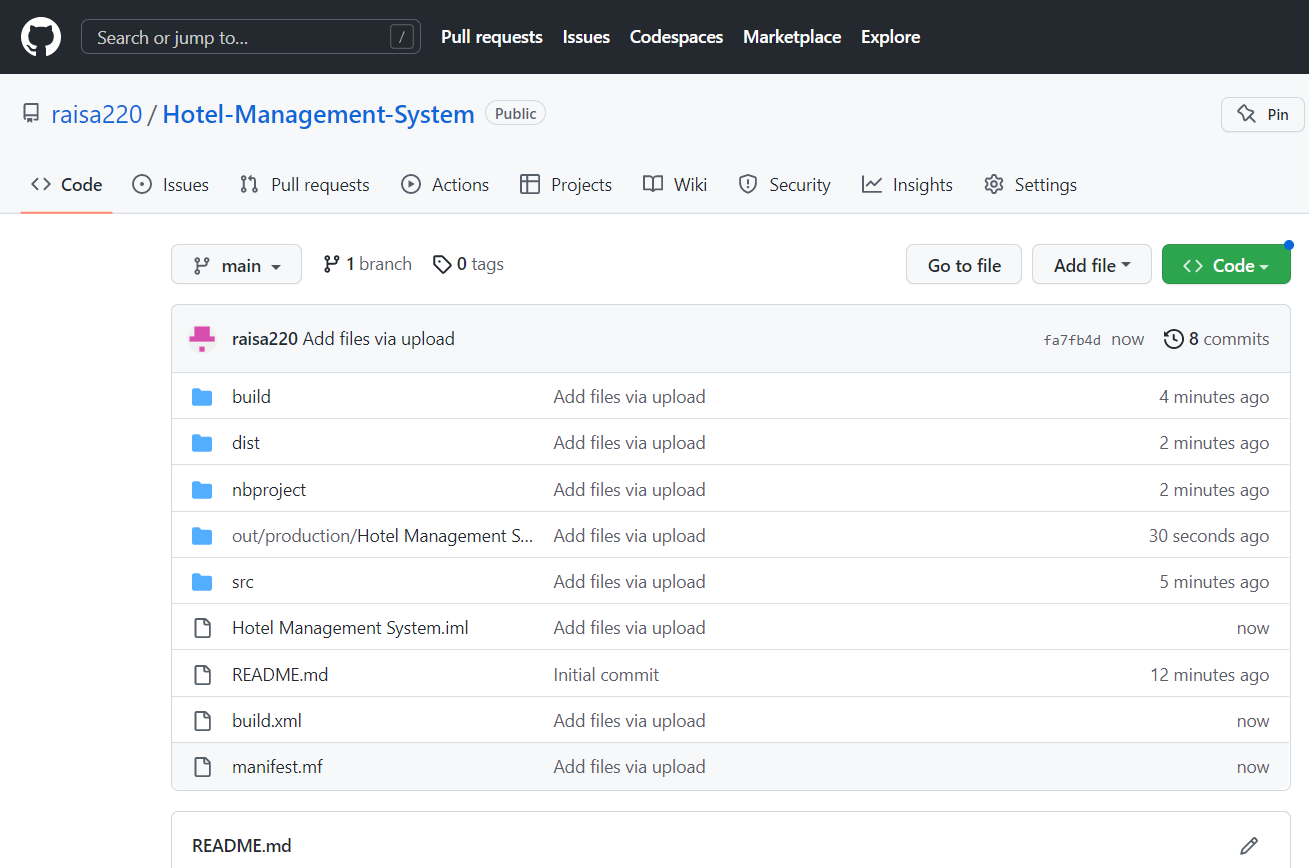 Search or jump to... / Pull requests Issues Codespaces Marketplace Explore
raisa220 / Hotel-Management-System Public Pin
Code Issues Pull requests Actions Projects Wiki Security Insights Settings
main 1 branch 0 tags Go to file Add file Code
raisa220 Add files via upload fa7fb4d now 8 commits
build Add files via upload 4 minutes ago
dist Add files via upload 2 minutes ago
nbproject Add files via upload 2 minutes ago
out/production/Hotel Management S... Add files via upload 30 seconds ago
src Add files via upload 5 minutes ago
Hotel Management System.iml Add files via upload now
README.md Initial commit 12 minutes ago
build.xml Add files via upload now
manifest.mf Add files via upload now
README.md